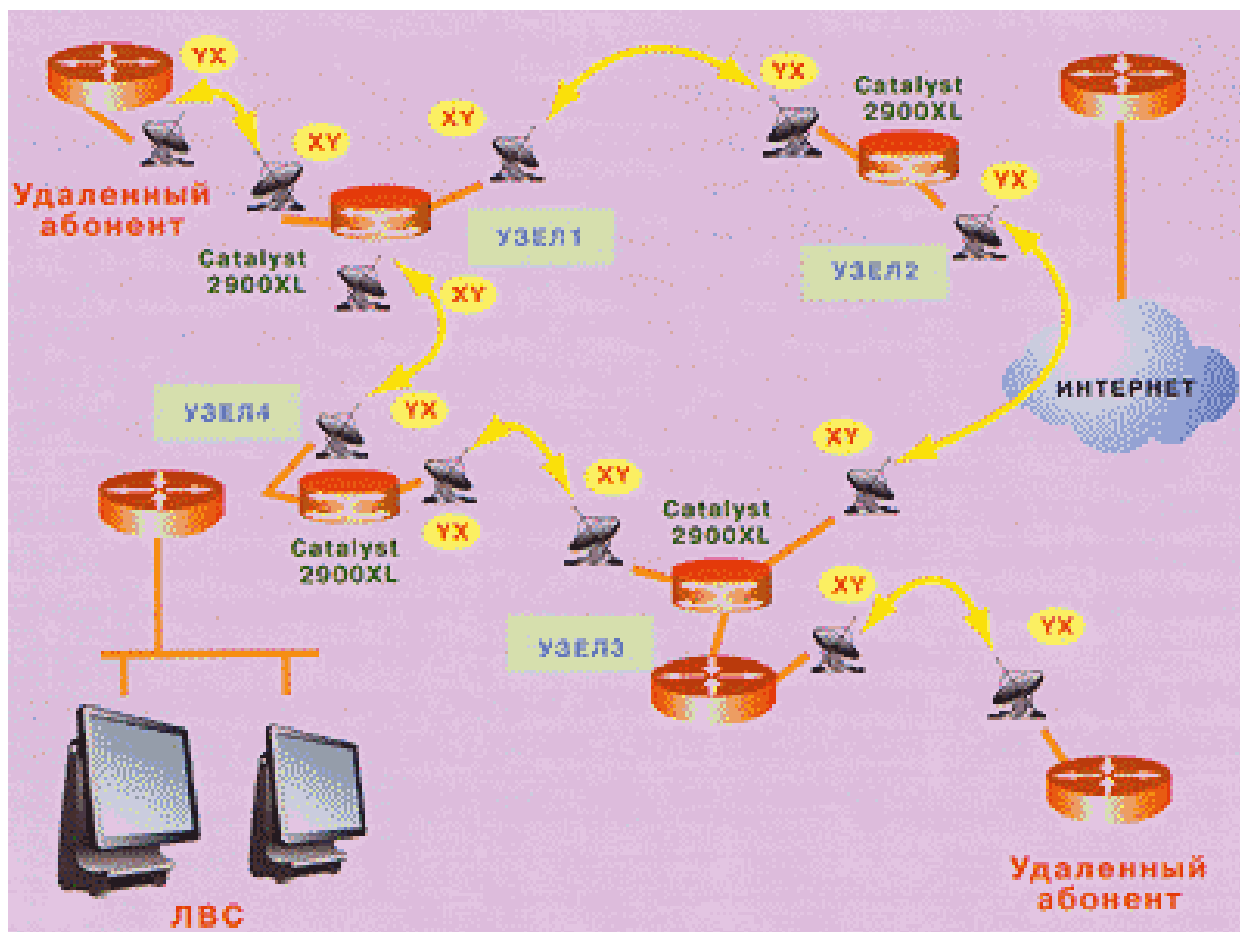 YX
YX
Catalyst
2900XL
XY
XY
YX
Удаленный
абонент
УЗЕЛ1
Catalyst
2900XL
УЗЕЛ2
XY
ИНТЕРНЕТ
УЗЕЛ4
YX
XY
XY
Catalyst
2900XL
YX
Catalyst
2900XL
XY
YX
УЗЕЛ3
Удаленный
абонент
ЛВС